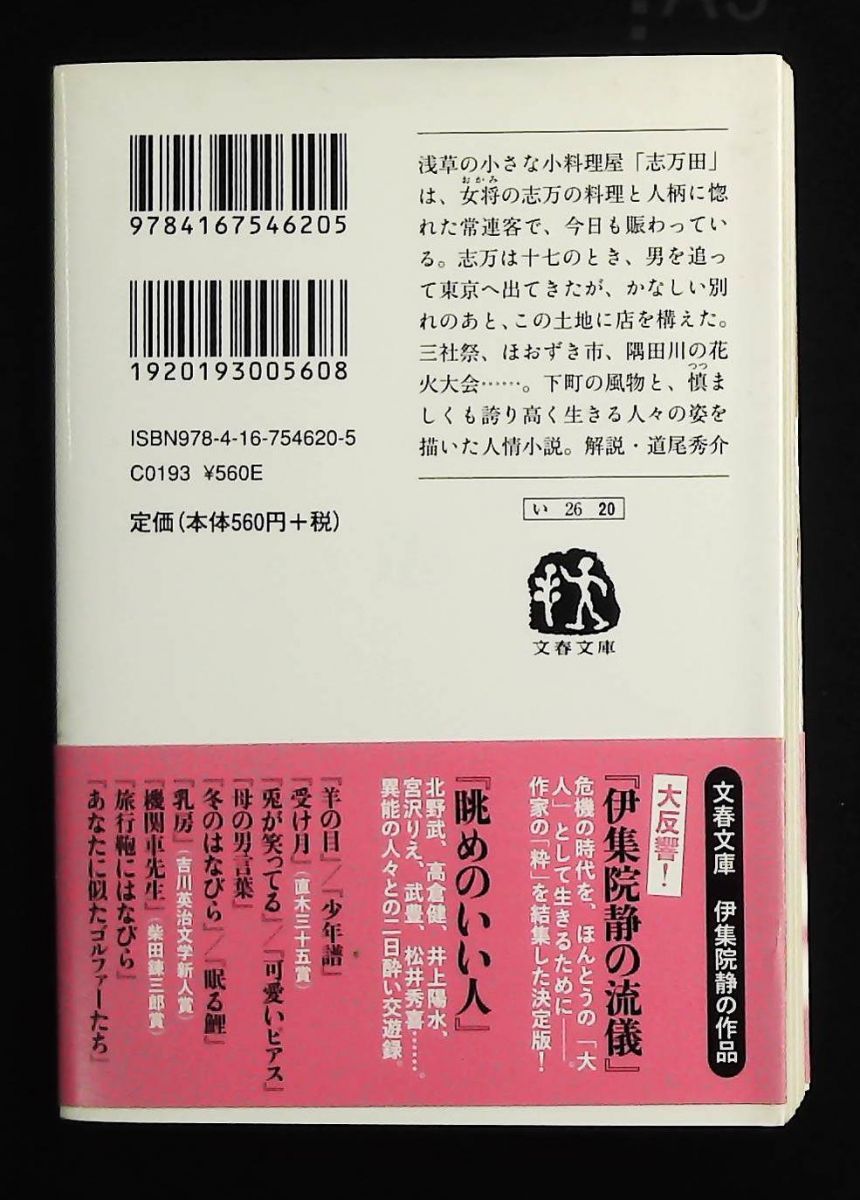 9784167546205
1920193005608
ISBN978-4-16-754620-5
C0193 ¥560E
定価(本体560円+税)
浅草の小さな小料理屋「志万田」
は、女将の志万の料理と人柄に惚
おかみ
れた常連客で、今日も賑わってい
る。志万は十七のとき、男を追っ
て東京へ出てきたが、かなしい別
れのあと、この土地に店を構えた。
三社祭、ほおずき市、隅田川の花
火大会……。下町の風物と、慎ま
つつ
しくも誇り高く生きる人々の姿を
描いた人情小説。解説・道尾秀介
い 26 20
文春文庫
文春文庫 伊集院静の作品
大反響!
『伊集院静の流儀』
危機の時代を、ほんとうの「大
人」として生きるために——。
作家の「粋」を結集した決定版!
『眺めのいい人』
北野武、高倉健、井上陽水、
宮沢りえ、武豊、松井秀喜……。
異能の人々との二日酔い交遊録。
『羊の目』/『少年譜』
『受け月』(直木三十五賞)
『兎が笑ってる』/『可愛いピアス』
『母の男言葉』
『冬のはなびら』/『眠る鯉』
『乳房』(吉川英治文学新人賞)
『機関車先生』(柴田錬三郎賞)
『旅行鞄にはなびら』
『あなたに似たゴルファーたち』